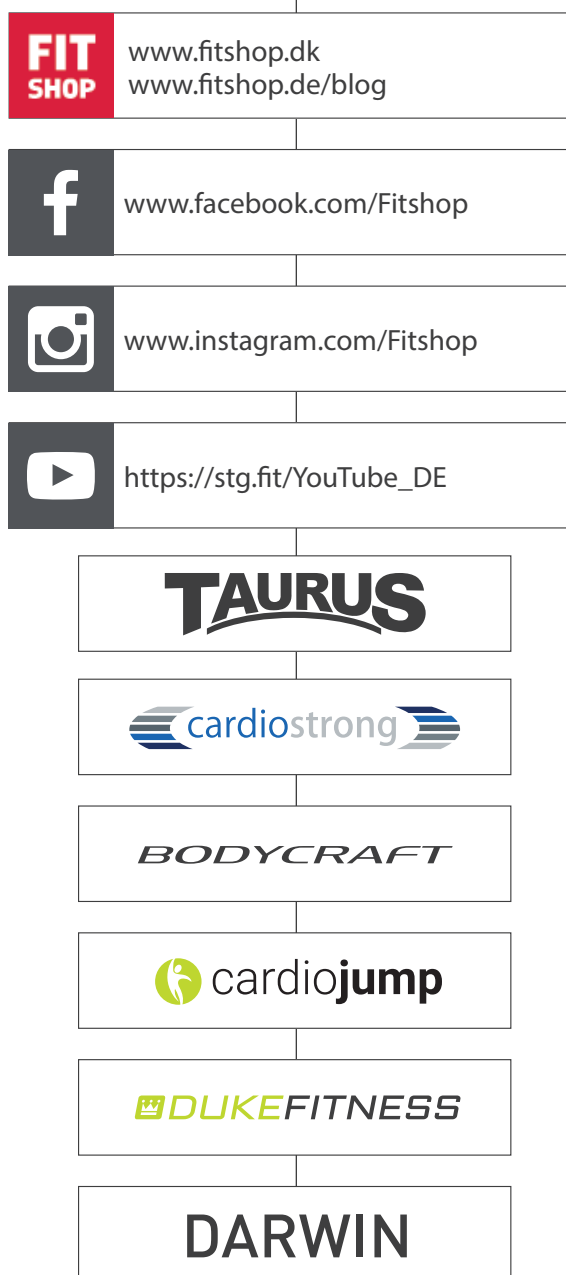 FIT
SHOP
www.fitshop.dk
www.fitshop.de/blog
f
www.facebook.com/Fitshop
www.instagram.com/Fitshop
https://stg.fit/YouTube_DE
TAURUS
cardiostrong
BODYCRAFT
cardiojump
DUKEFITNESS
DARWIN